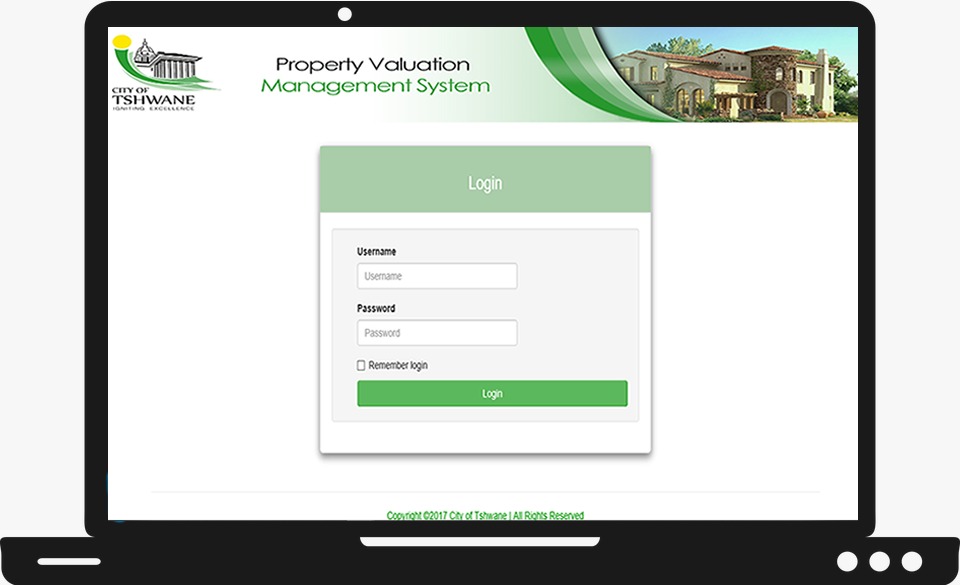 CITY OF
TSHWANE
IGNITING EXCELLENCE
Property Valuation
Management System
Login
Username
Username
Password
Password
Remember login
Login
Copyright ©2017 City of Tshwane | All Rights Reserved